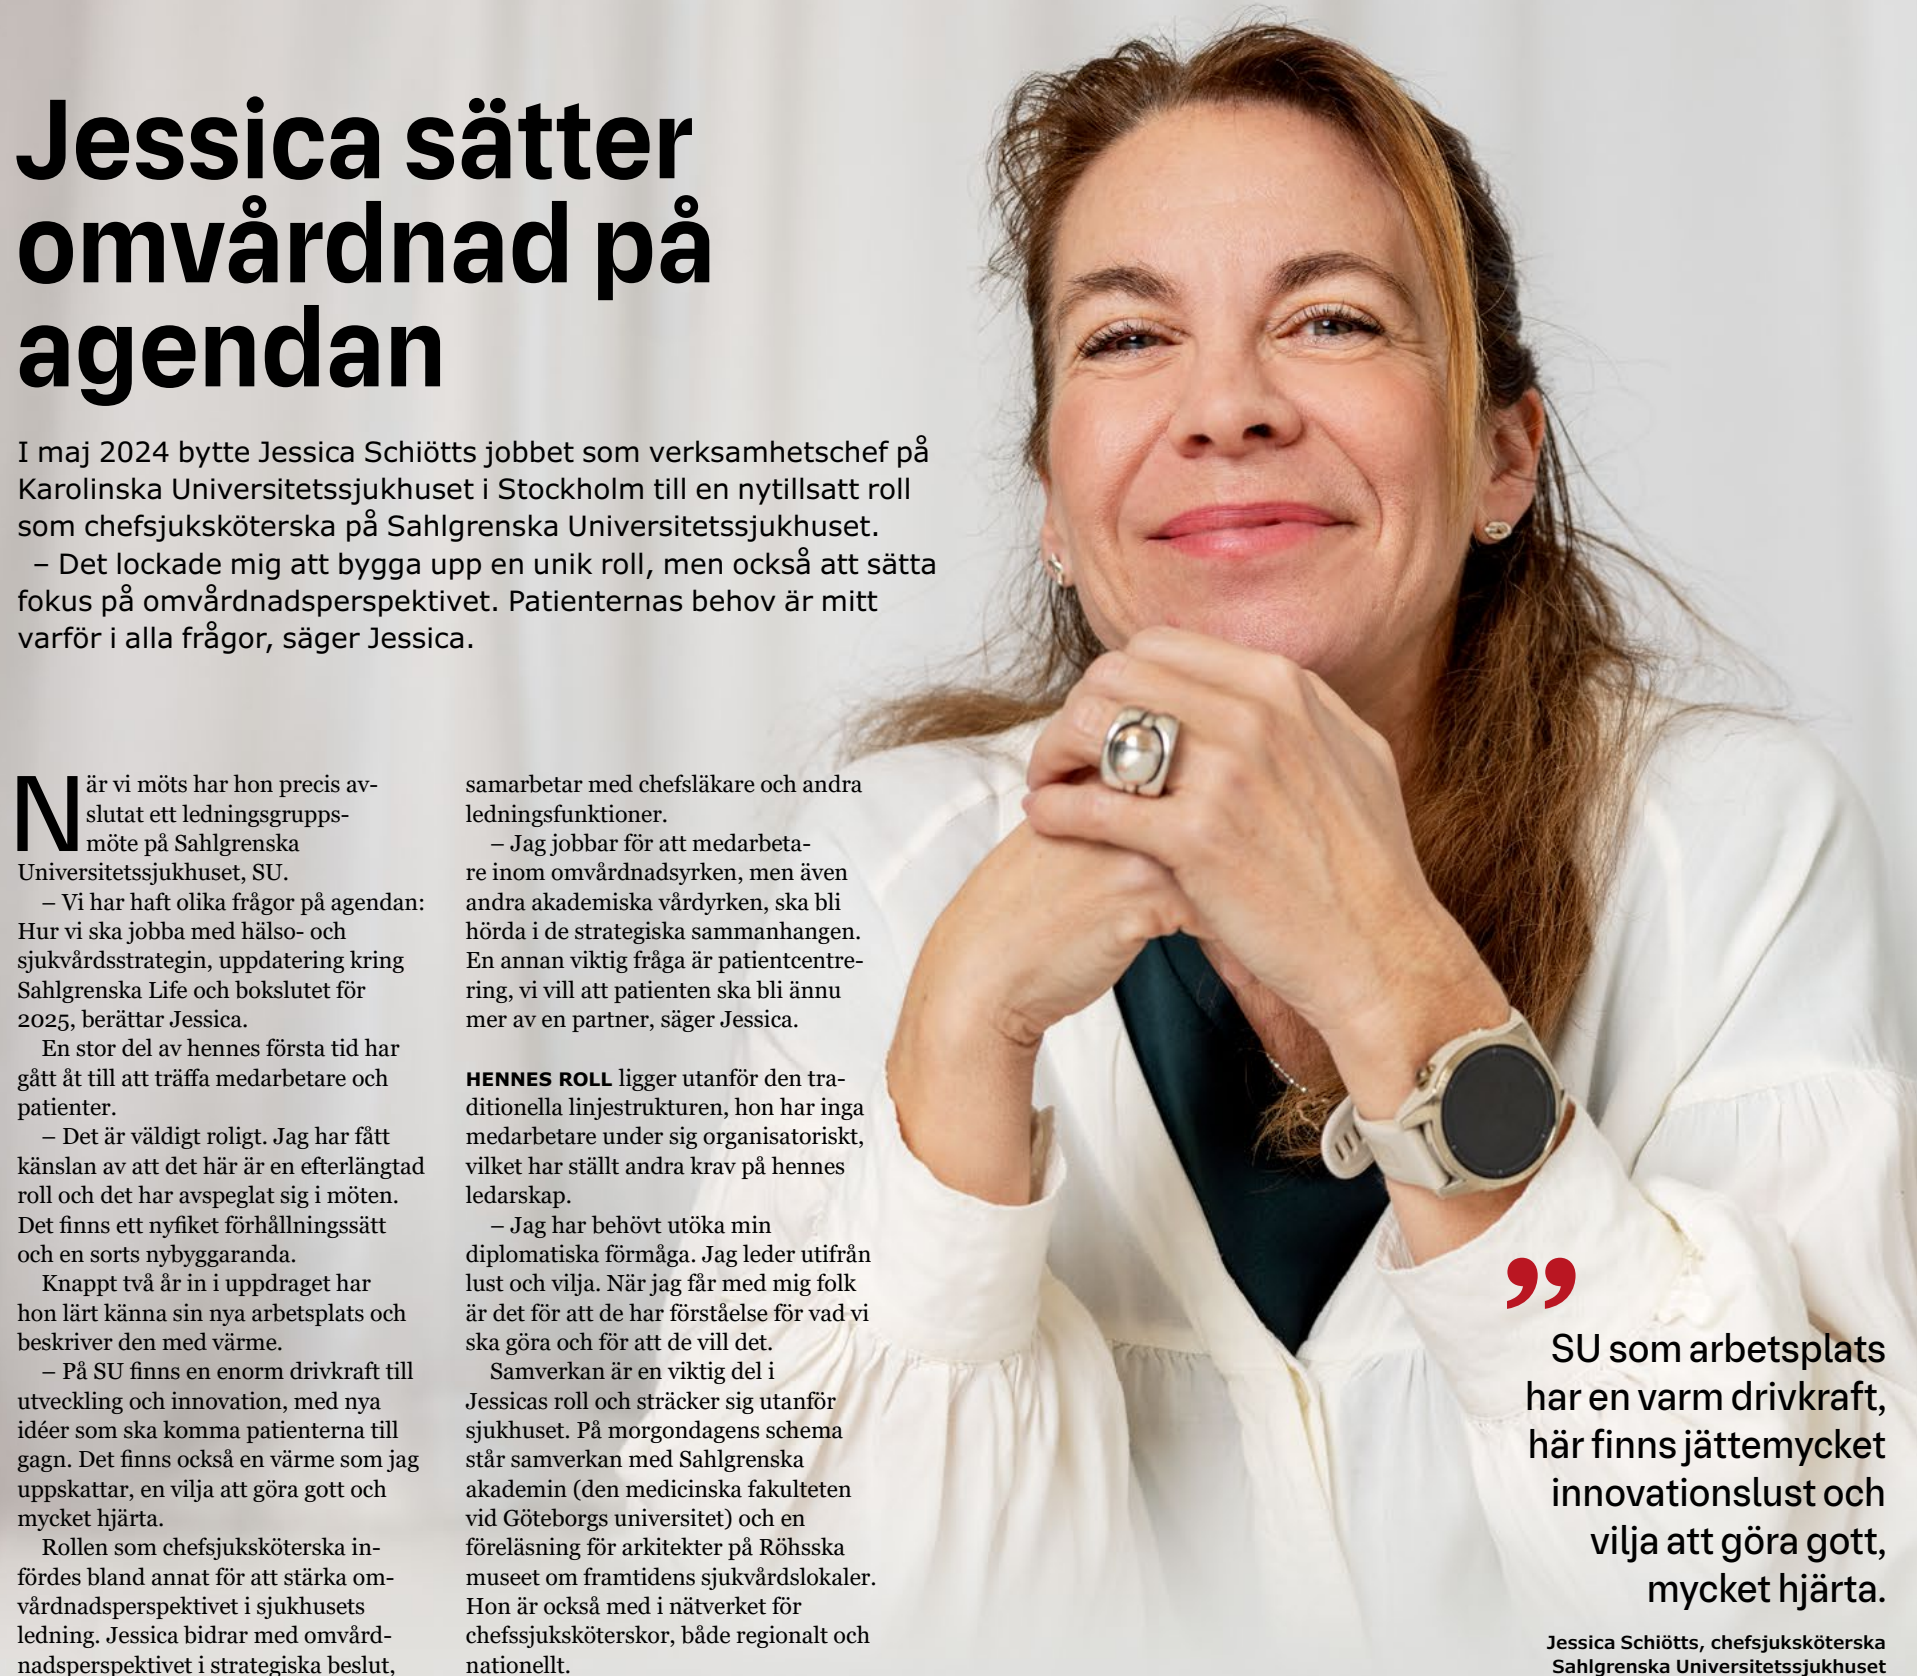 Jessica sätter
omvårdnad på
agendan
I maj 2024 bytte Jessica Schiötts jobbet som verksamhetschef på
Karolinska Universitetssjukhuset i Stockholm till en nytillsatt roll
som chefsjuksköterska på Sahlgrenska Universitetssjukhuset.
– Det lockade mig att bygga upp en unik roll, men också att sätta
fokus på omvårdnadsperspektivet. Patienternas behov är mitt
varför i alla frågor, säger Jessica.
När vi möts har hon precis av-
slutat ett ledningsgrupps-
möte på Sahlgrenska
Universitetssjukhuset, SU.
– Vi har haft olika frågor på agendan:
Hur vi ska jobba med hälso- och
sjukvårdsstrategin, uppdatering kring
Sahlgrenska Life och bokslutet för
2025, berättar Jessica.
En stor del av hennes första tid har
gått åt till att träffa medarbetare och
patienter.
– Det är väldigt roligt. Jag har fått
känslan av att det här är en efterlängtad
roll och det har avspeglat sig i möten.
Det finns ett nyfiket förhållningssätt
och en sorts nybyggaranda.
Knappt två år in i uppdraget har
hon lärt känna sin nya arbetsplats och
beskriver den med värme.
– På SU finns en enorm drivkraft till
utveckling och innovation, med nya
idéer som ska komma patienterna till
gagn. Det finns också en värme som jag
uppskattar, en vilja att göra gott och
mycket hjärta.
Rollen som chefsjuksköterska in-
fördes bland annat för att stärka om-
vårdnadsperspektivet i sjukhusets
ledning. Jessica bidrar med omvård-
nadsperspektivet i strategiska beslut,
samarbetar med chefsläkare och andra
ledningsfunktioner.
– Jag jobbar för att medarbeta-
re inom omvårdnadsyrken, men även
andra akademiska vårdyrken, ska bli
hörda i de strategiska sammanhangen.
En annan viktig fråga är patientcentre-
ring, vi vill att patienten ska bli ännu
mer av en partner, säger Jessica.
HENNES ROLL ligger utanför den tra-
ditionella linjestrukturen, hon har inga
medarbetare under sig organisatoriskt,
vilket har ställt andra krav på hennes
ledarskap.
– Jag har behövt utöka min
diplomatiska förmåga. Jag leder utifrån
lust och vilja. När jag får med mig folk
är det för att de har förståelse för vad vi
ska göra och för att de vill det.
Samverkan är en viktig del i
Jessicas roll och sträcker sig utanför
sjukhuset. På morgondagens schema
står samverkan med Sahlgrenska
akademin (den medicinska fakulteten
vid Göteborgs universitet) och en
föreläsning för arkitekter på Röhsska
museet om framtidens sjukvårdslokaler.
Hon är också med i nätverket för
chefssjuksköterskor, både regionalt och
nationellt.
”
SU som arbetsplats
har en varm drivkraft,
här finns jättemycket
innovationslust och
vilja att göra gott,
mycket hjärta.
Jessica Schiötts, chefsjuksköterska
Sahlgrenska Universitetssjukhuset